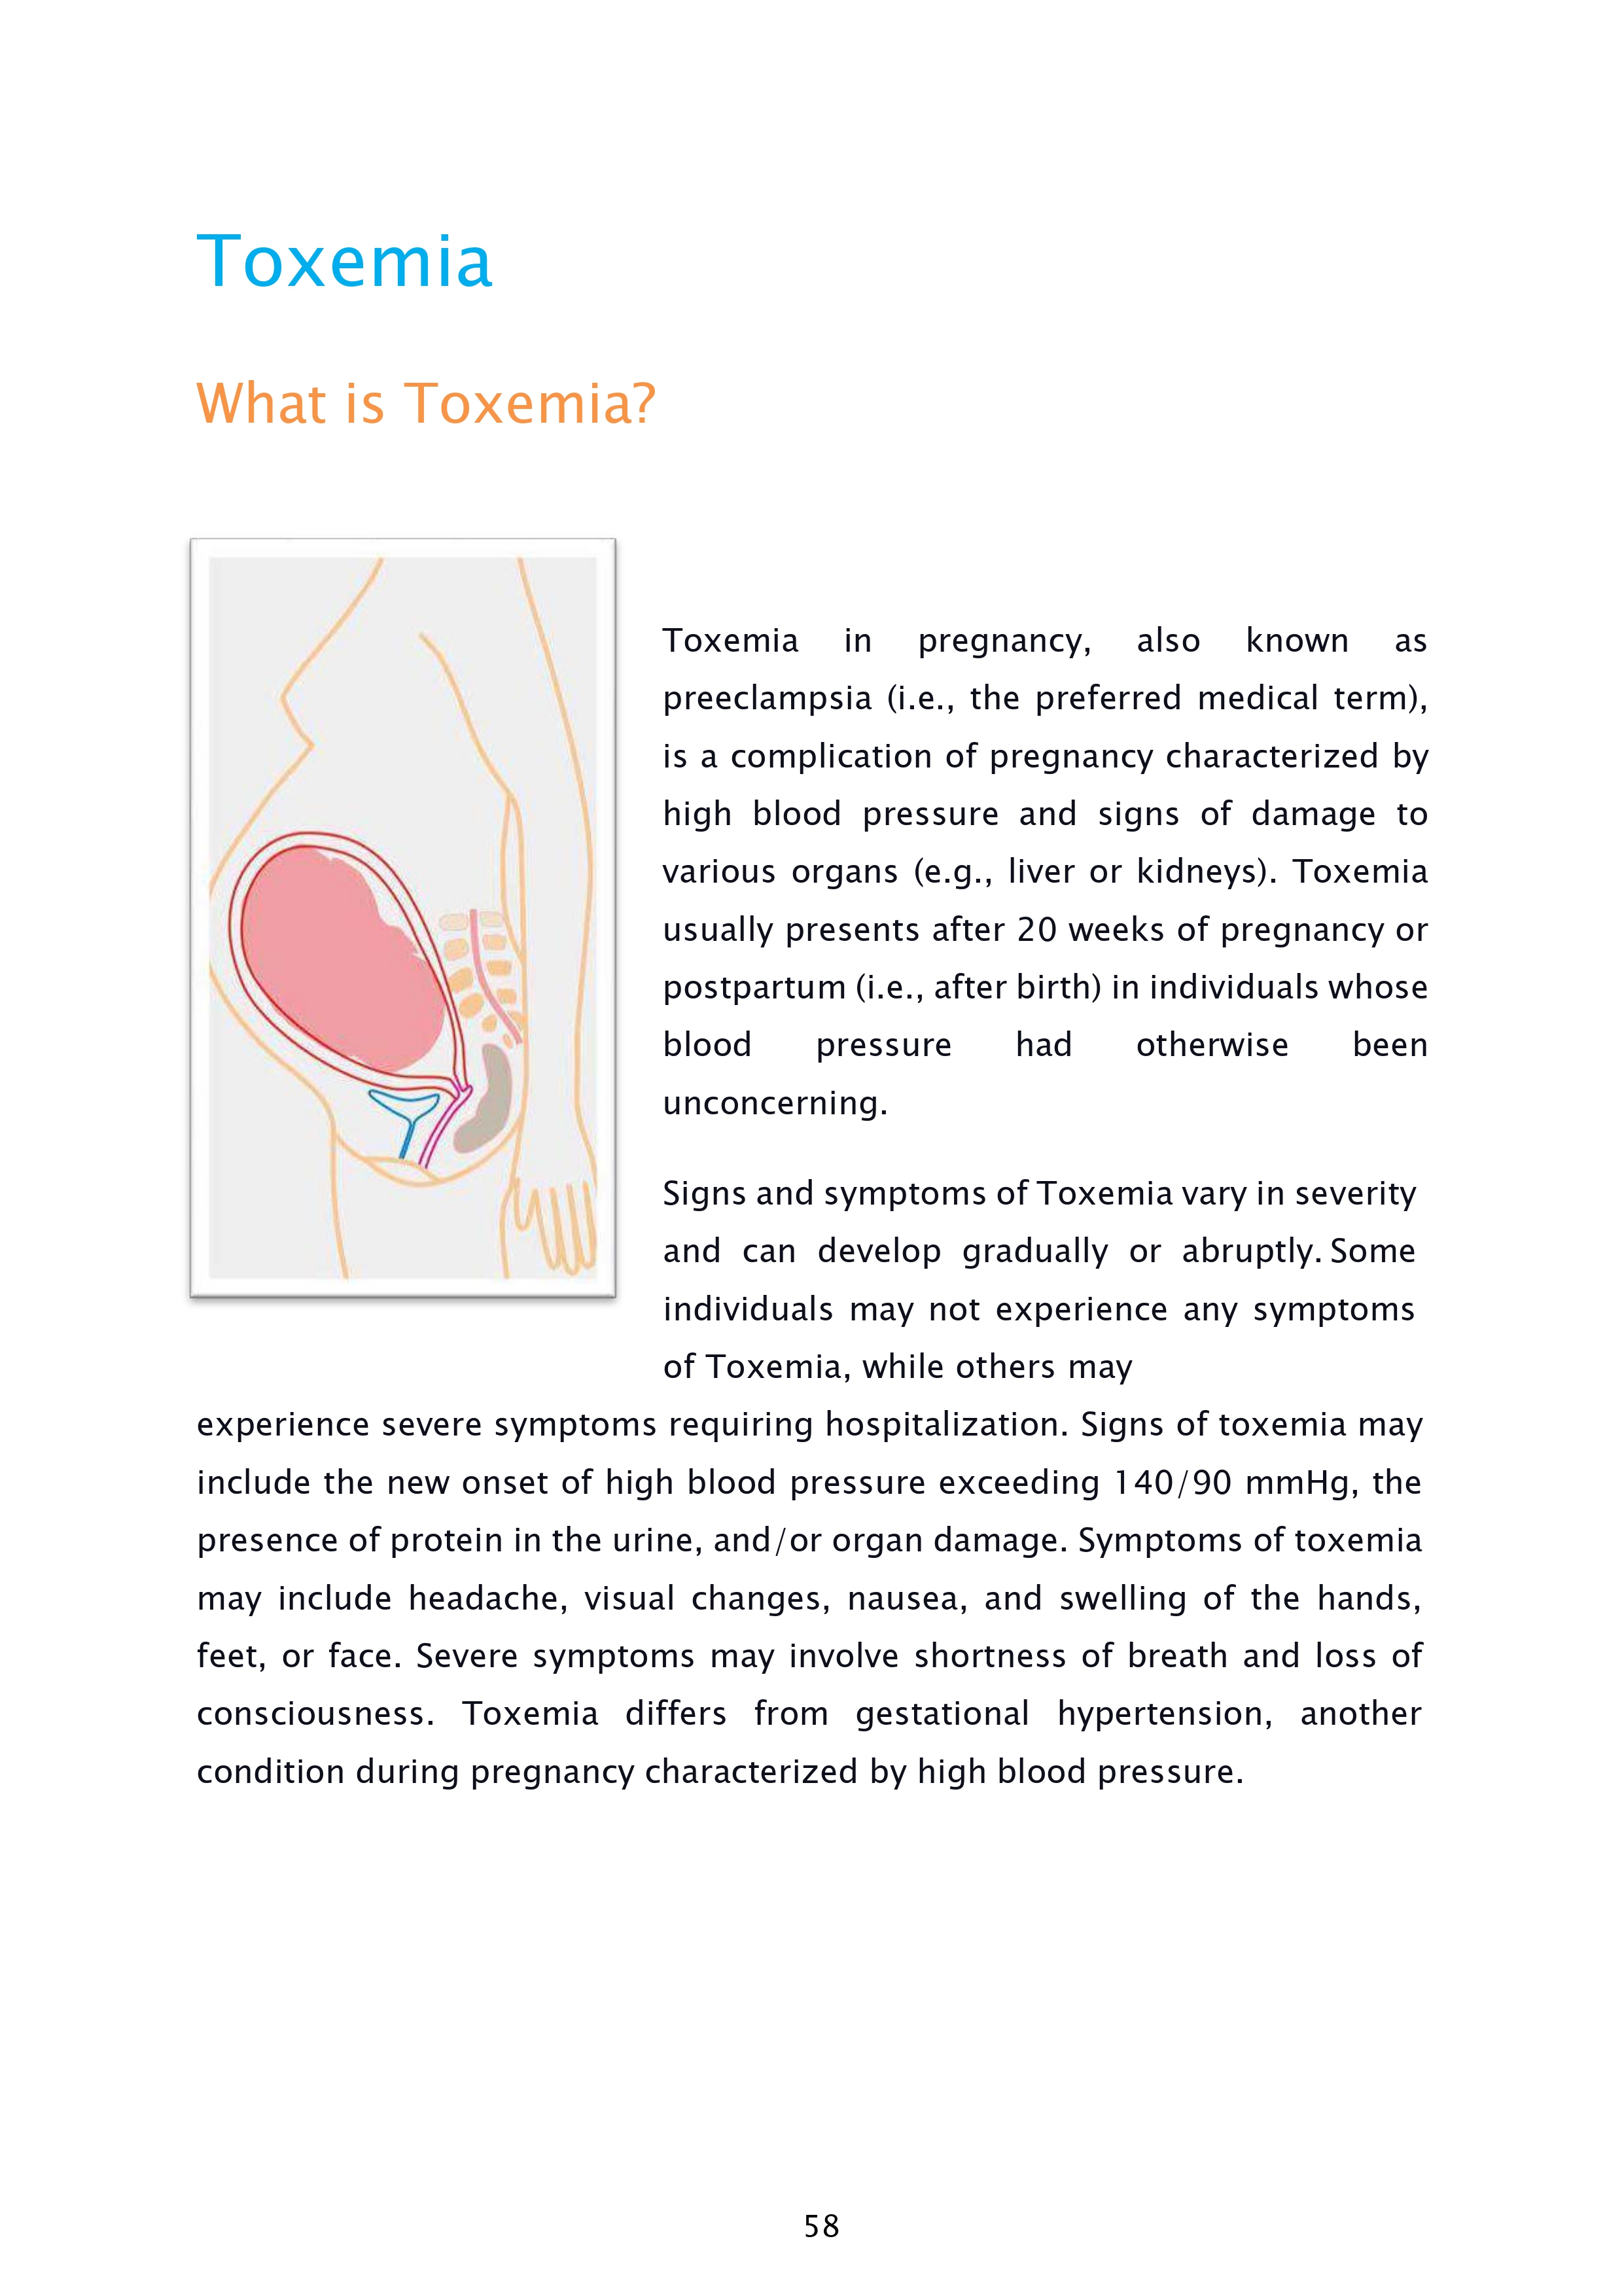 Toxemia
What is Toxemia?
Toxemia in pregnancy, also known as
preeclampsia (i.e., the preferred medical term),
is a complication of pregnancy characterized by
high blood pressure and signs of damage to
various organs (e.g., liver or kidneys). Toxemia
usually presents after 20 weeks of pregnancy or
postpartum (i.e., after birth) in individuals whose
blood pressure had otherwise been
unconcerning.
Signs and symptoms of Toxemia vary in severity
and can develop gradually or abruptly. Some
individuals may not experience any symptoms
of Toxemia, while others may
experience severe symptoms requiring hospitalization. Signs of toxemia may
include the new onset of high blood pressure exceeding 140/90 mmHg, the
presence of protein in the urine, and/or organ damage. Symptoms of toxemia
may include headache, visual changes, nausea, and swelling of the hands,
feet, or face. Severe symptoms may involve shortness of breath and loss of
consciousness. Toxemia differs from gestational hypertension, another
condition during pregnancy characterized by high blood pressure.
58